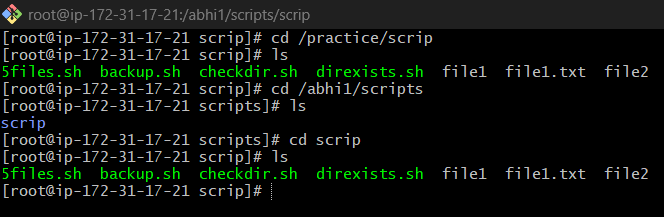 root@ip-172-31-17-21:/abhi1/scripts/scrip
[root@ip-172-31-17-21 scrip]# cd /practice/scrip
[root@ip-172-31-17-21 scrip]# ls
5files.sh  backup.sh  checkdir.sh  direxists.sh  file1  file1.txt  file2
[root@ip-172-31-17-21 scrip]# cd /abhi1/scripts
[root@ip-172-31-17-21 scripts]# ls
scrip
[root@ip-172-31-17-21 scripts]# cd scrip
[root@ip-172-31-17-21 scrip]# ls
5files.sh  backup.sh  checkdir.sh  direxists.sh  file1  file1.txt  file2
[root@ip-172-31-17-21 scrip]#